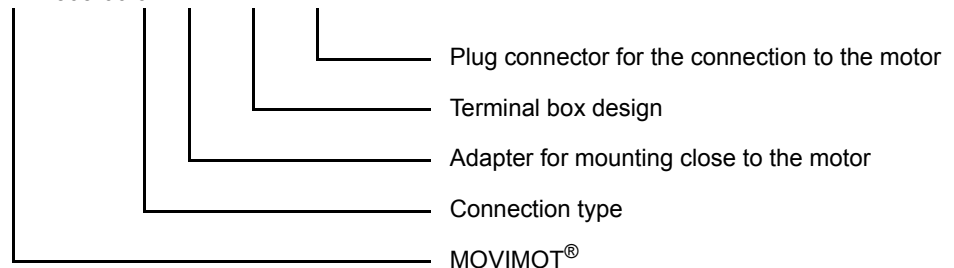 Plug connector for the connection to the motor
Terminal box design
Adapter for mounting close to the motor
Connection type
MOVIMOT®